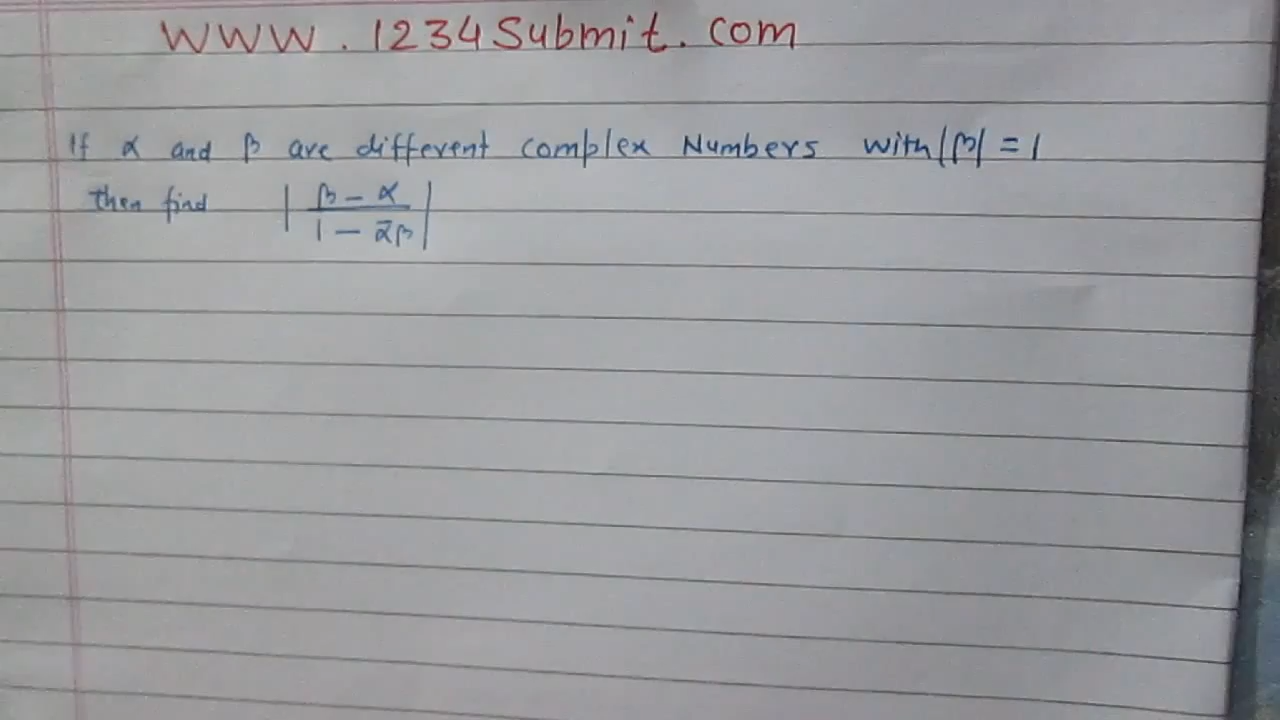 WWW.1234Submit.com
If α and β are different complex Numbers with |β| = 1
then find | β - α / 1 - ᾱβ |